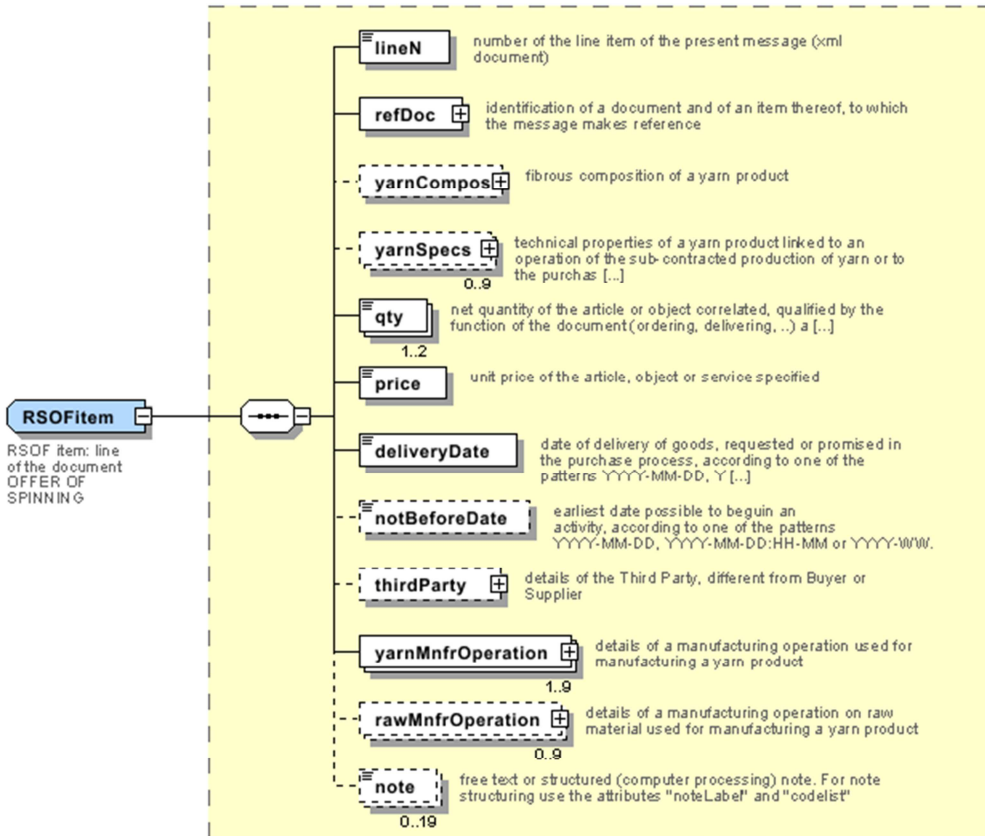 lineN
number of the line item of the present message (xml
document)
refDoc
identification of a document and of an item thereof, to which
the message makes reference
yarnCompos
fibrous composition of a yarn product
yarnSpecs
0..9
technical properties of a yarn product linked to an
operation of the sub-contracted production of yarn or to
the purchas [...]
qty
1..2
net quantity of the article or object correlated, qualified by the
function of the document (ordering, delivering, ..) a [...]
price
unit price of the article, object or service specified
RSOFitem
RSOF item: line
of the document
OFFER OF
SPINNING
deliveryDate
date of delivery of goods, requested or promised in
the purchase process, according to one of the
patterns YYYY-MM-DD, Y [...]
notBeforeDate
earliest date possible to beguin an
activity, according to one of the patterns
YYYY-MM-DD, YYYY-MM-DD:HH-MM or YYYY-WW.
thirdParty
details of the Third Party, different from Buyer or
Supplier
yarnMnfrOperation
1..9
details of a manufacturing operation used for
manufacturing a yarn product
rawMnfrOperation
0..9
details of a manufacturing operation on raw
material used for manufacturing a yarn product
note
0..19
free text or structured (computer processing) note. For note
structuring use the attributes "noteLabel" and "codelist"